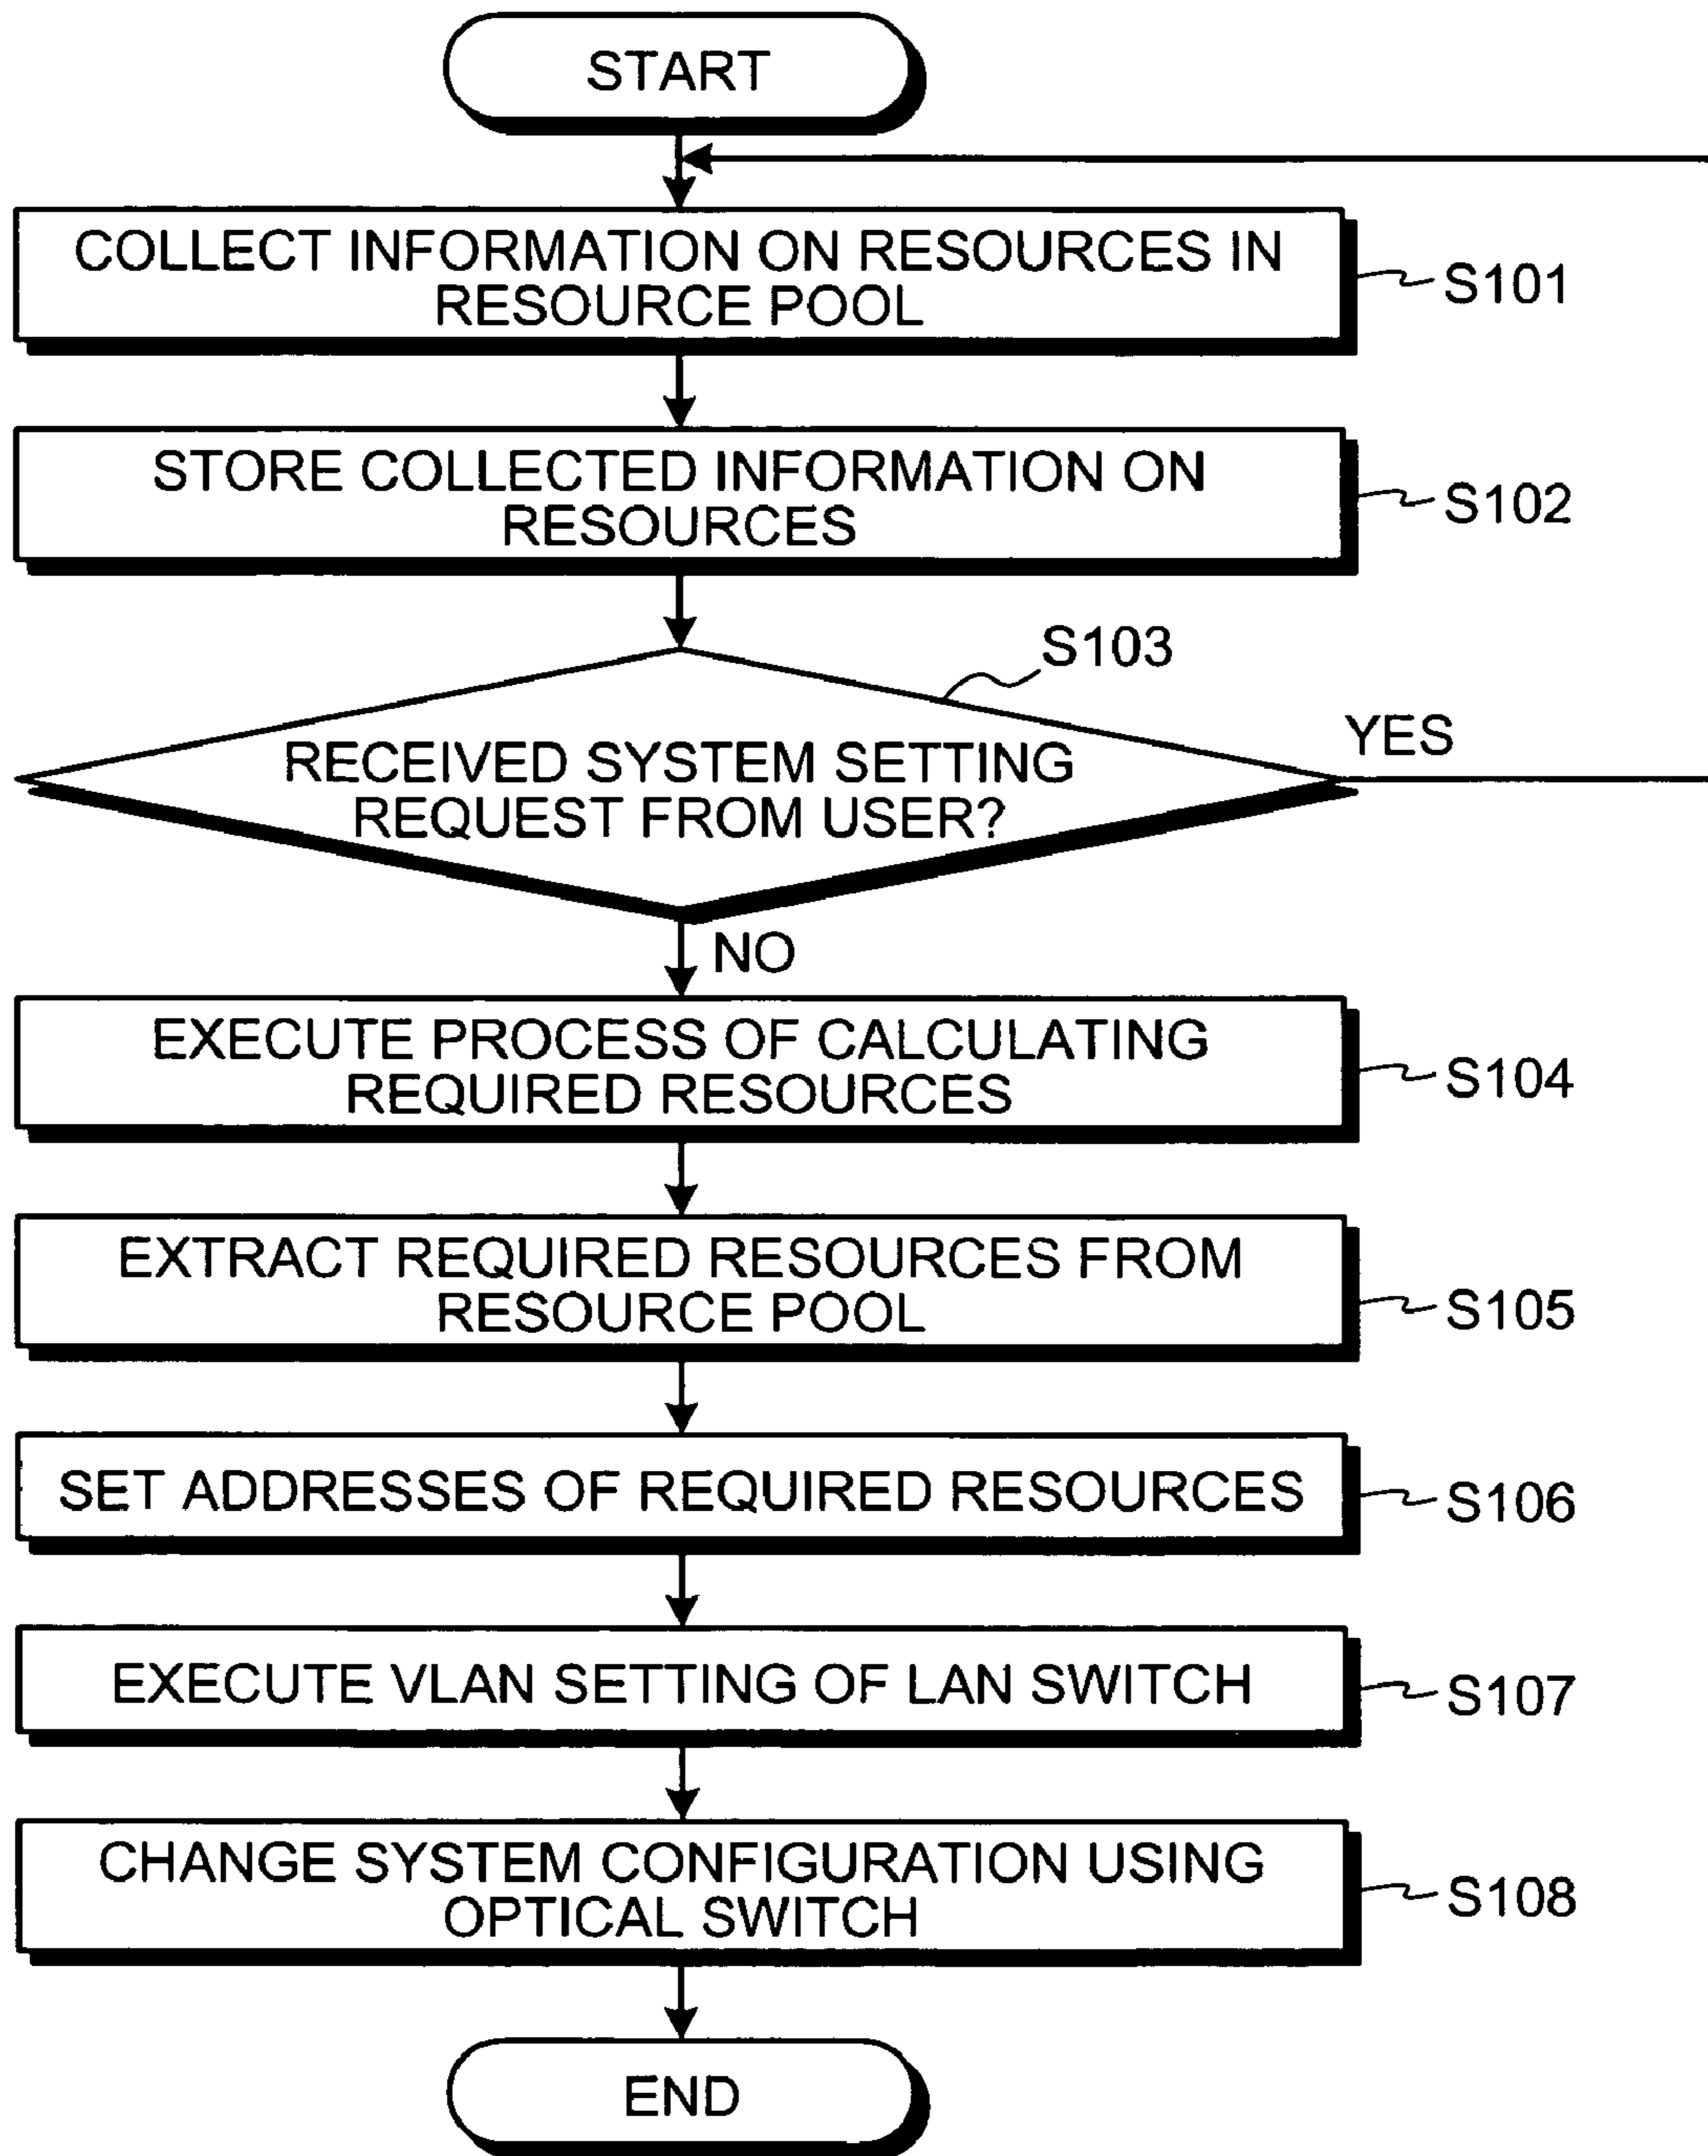 START
COLLECT INFORMATION ON RESOURCES IN
RESOURCE POOL
S101
STORE COLLECTED INFORMATION ON
RESOURCES
S102
S103
RECEIVED SYSTEM SETTING
REQUEST FROM USER?
YES
NO
EXECUTE PROCESS OF CALCULATING
REQUIRED RESOURCES
S104
EXTRACT REQUIRED RESOURCES FROM
RESOURCE POOL
S105
SET ADDRESSES OF REQUIRED RESOURCES
S106
EXECUTE VLAN SETTING OF LAN SWITCH
S107
CHANGE SYSTEM CONFIGURATION USING
OPTICAL SWITCH
S108
END